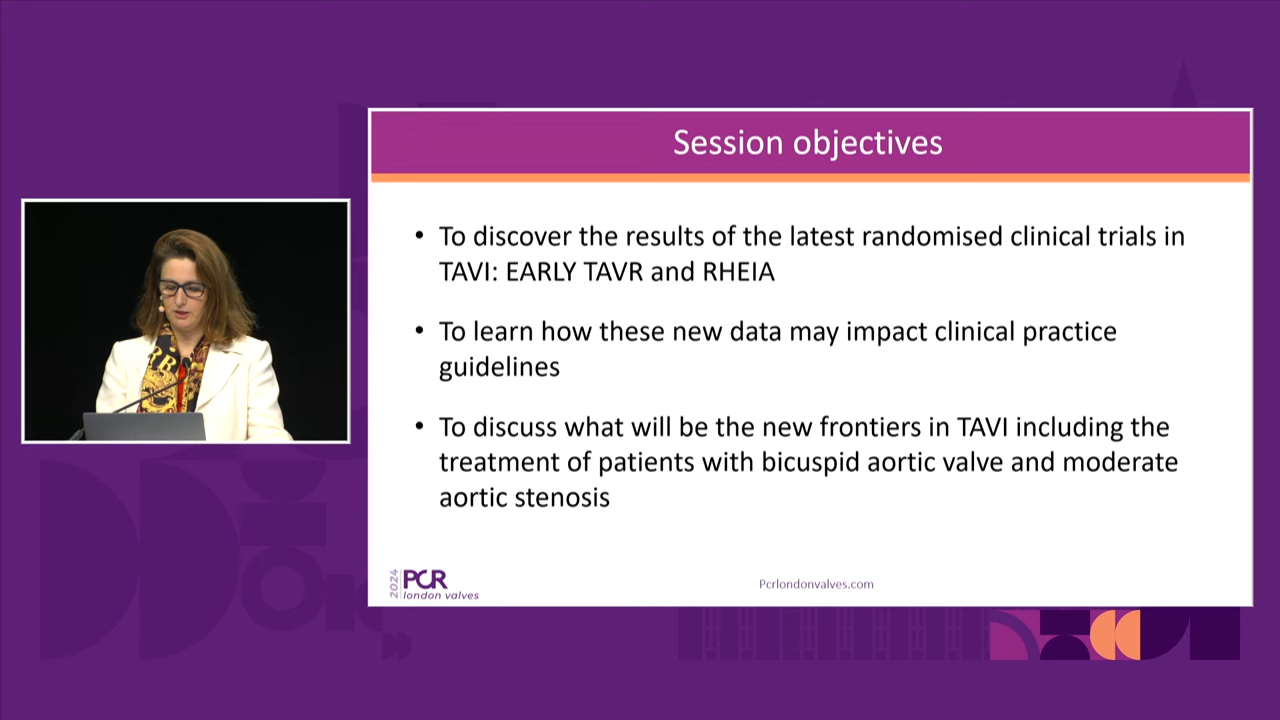 Session objectives
• To discover the results of the latest randomised clinical trials in
TAVI: EARLY TAVR and RHEIA
• To learn how these new data may impact clinical practice
guidelines
• To discuss what will be the new frontiers in TAVI including the
treatment of patients with bicuspid aortic valve and moderate
aortic stenosis
2024
PCR
london valves
Pcrlondonvalves.com